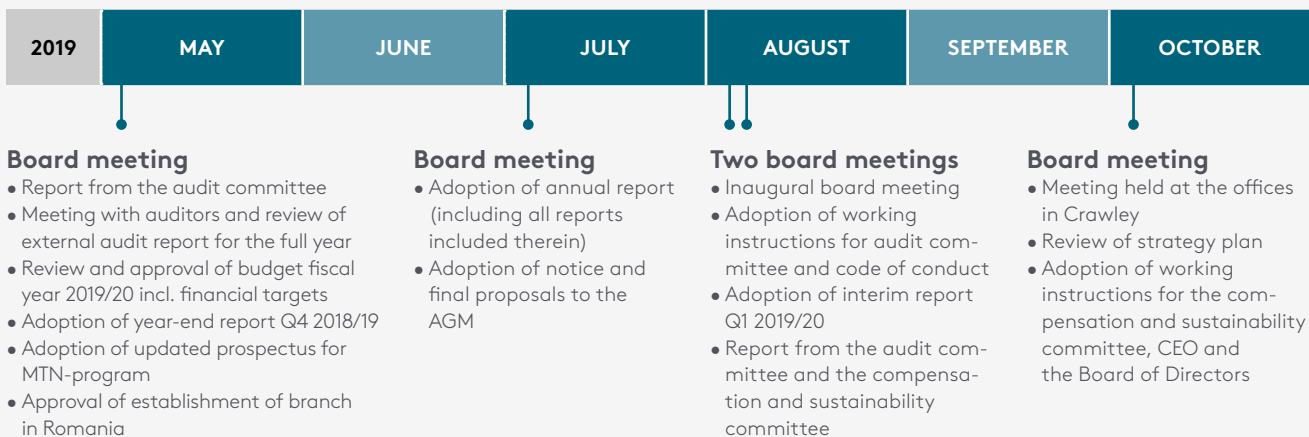 2019 MAY JUNE JULY AUGUST SEPTEMBER OCTOBER
Board meeting
• Report from the audit committee
• Meeting with auditors and review of
external audit report for the full year
• Review and approval of budget fiscal
year 2019/20 incl. financial targets
• Adoption of year-end report Q4 2018/19
• Adoption of updated prospectus for
MTN-program
• Approval of establishment of branch
in Romania
Board meeting
• Adoption of annual report
(including all reports
included therein)
• Adoption of notice and
final proposals to the
AGM
Two board meetings
• Inaugural board meeting
• Adoption of working
instructions for audit com-
mittee and code of conduct
• Adoption of interim report
Q1 2019/20
• Report from the audit com-
mittee and the compensa-
tion and sustainability
committee
Board meeting
• Meeting held at the offices
in Crawley
• Review of strategy plan
• Adoption of working
instructions for the com-
pensation and sustainability
committee, CEO and
the Board of Directors